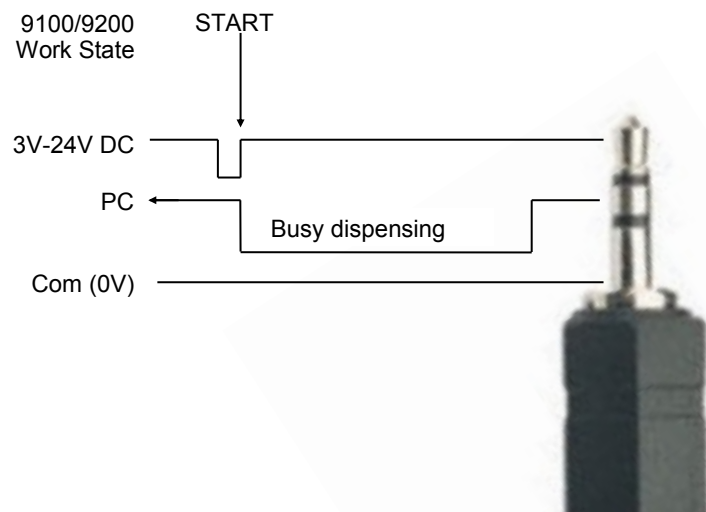 9100/9200
Work State
START
3V-24V DC
PC
Busy dispensing
Com (0V)